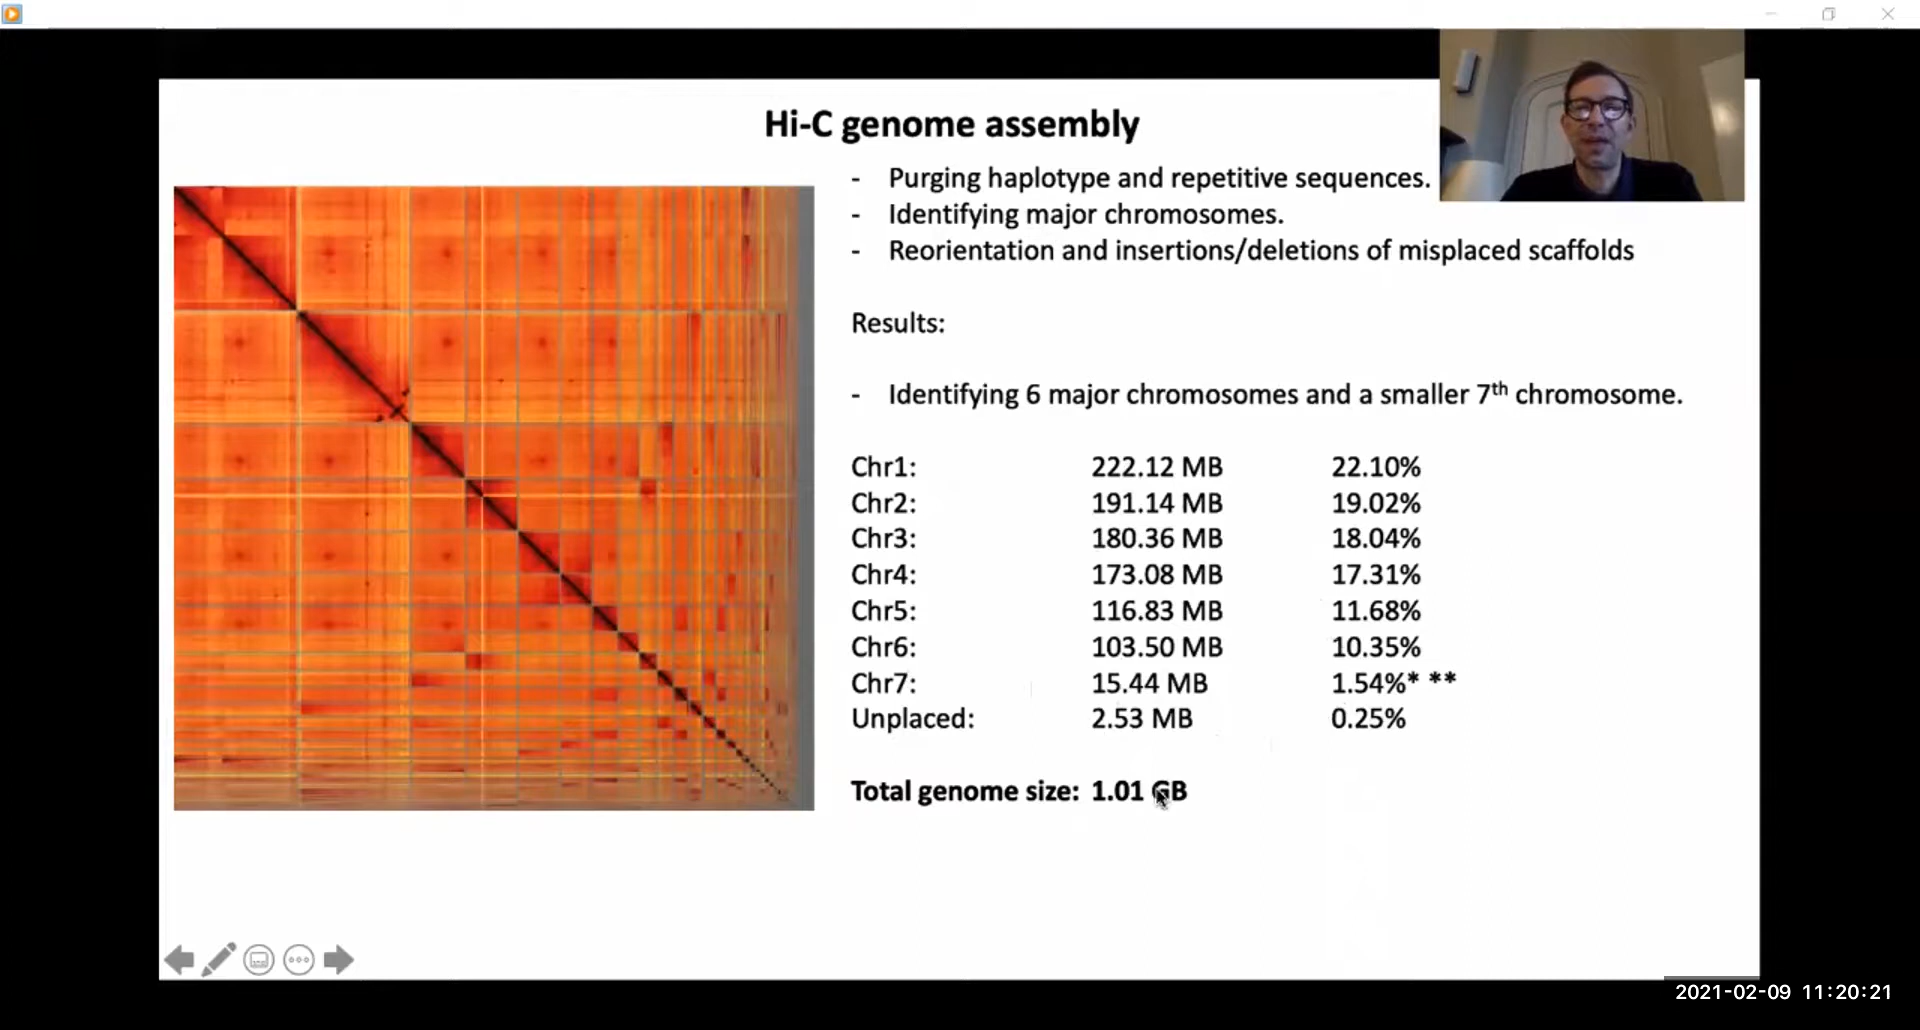 Hi-C genome assembly
- Purging haplotype and repetitive sequences.
- Identifying major chromosomes.
- Reorientation and insertions/deletions of misplaced scaffolds
Results:
- Identifying 6 major chromosomes and a smaller 7th chromosome.
Chr1: 222.12 MB 22.10%
Chr2: 191.14 MB 19.02%
Chr3: 180.36 MB 18.04%
Chr4: 173.08 MB 17.31%
Chr5: 116.83 MB 11.68%
Chr6: 103.50 MB 10.35%
Chr7: 15.44 MB 1.54%* **
Unplaced: 2.53 MB 0.25%
Total genome size: 1.01 GB
2021-02-09 11:20:21